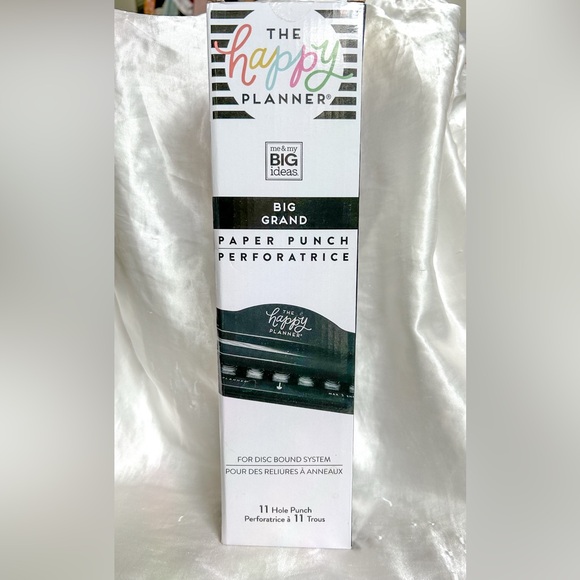 THE
happy
PLANNER®
me & my
BIG
ideas.
BIG
GRAND
PAPER PUNCH
PERFORATRICE
THE
happy
PLANNER®
FOR DISC BOUND SYSTEM
POUR DES RELIURES À ANNEAUX
11 Hole Punch
Perforatrice à 11 Trous